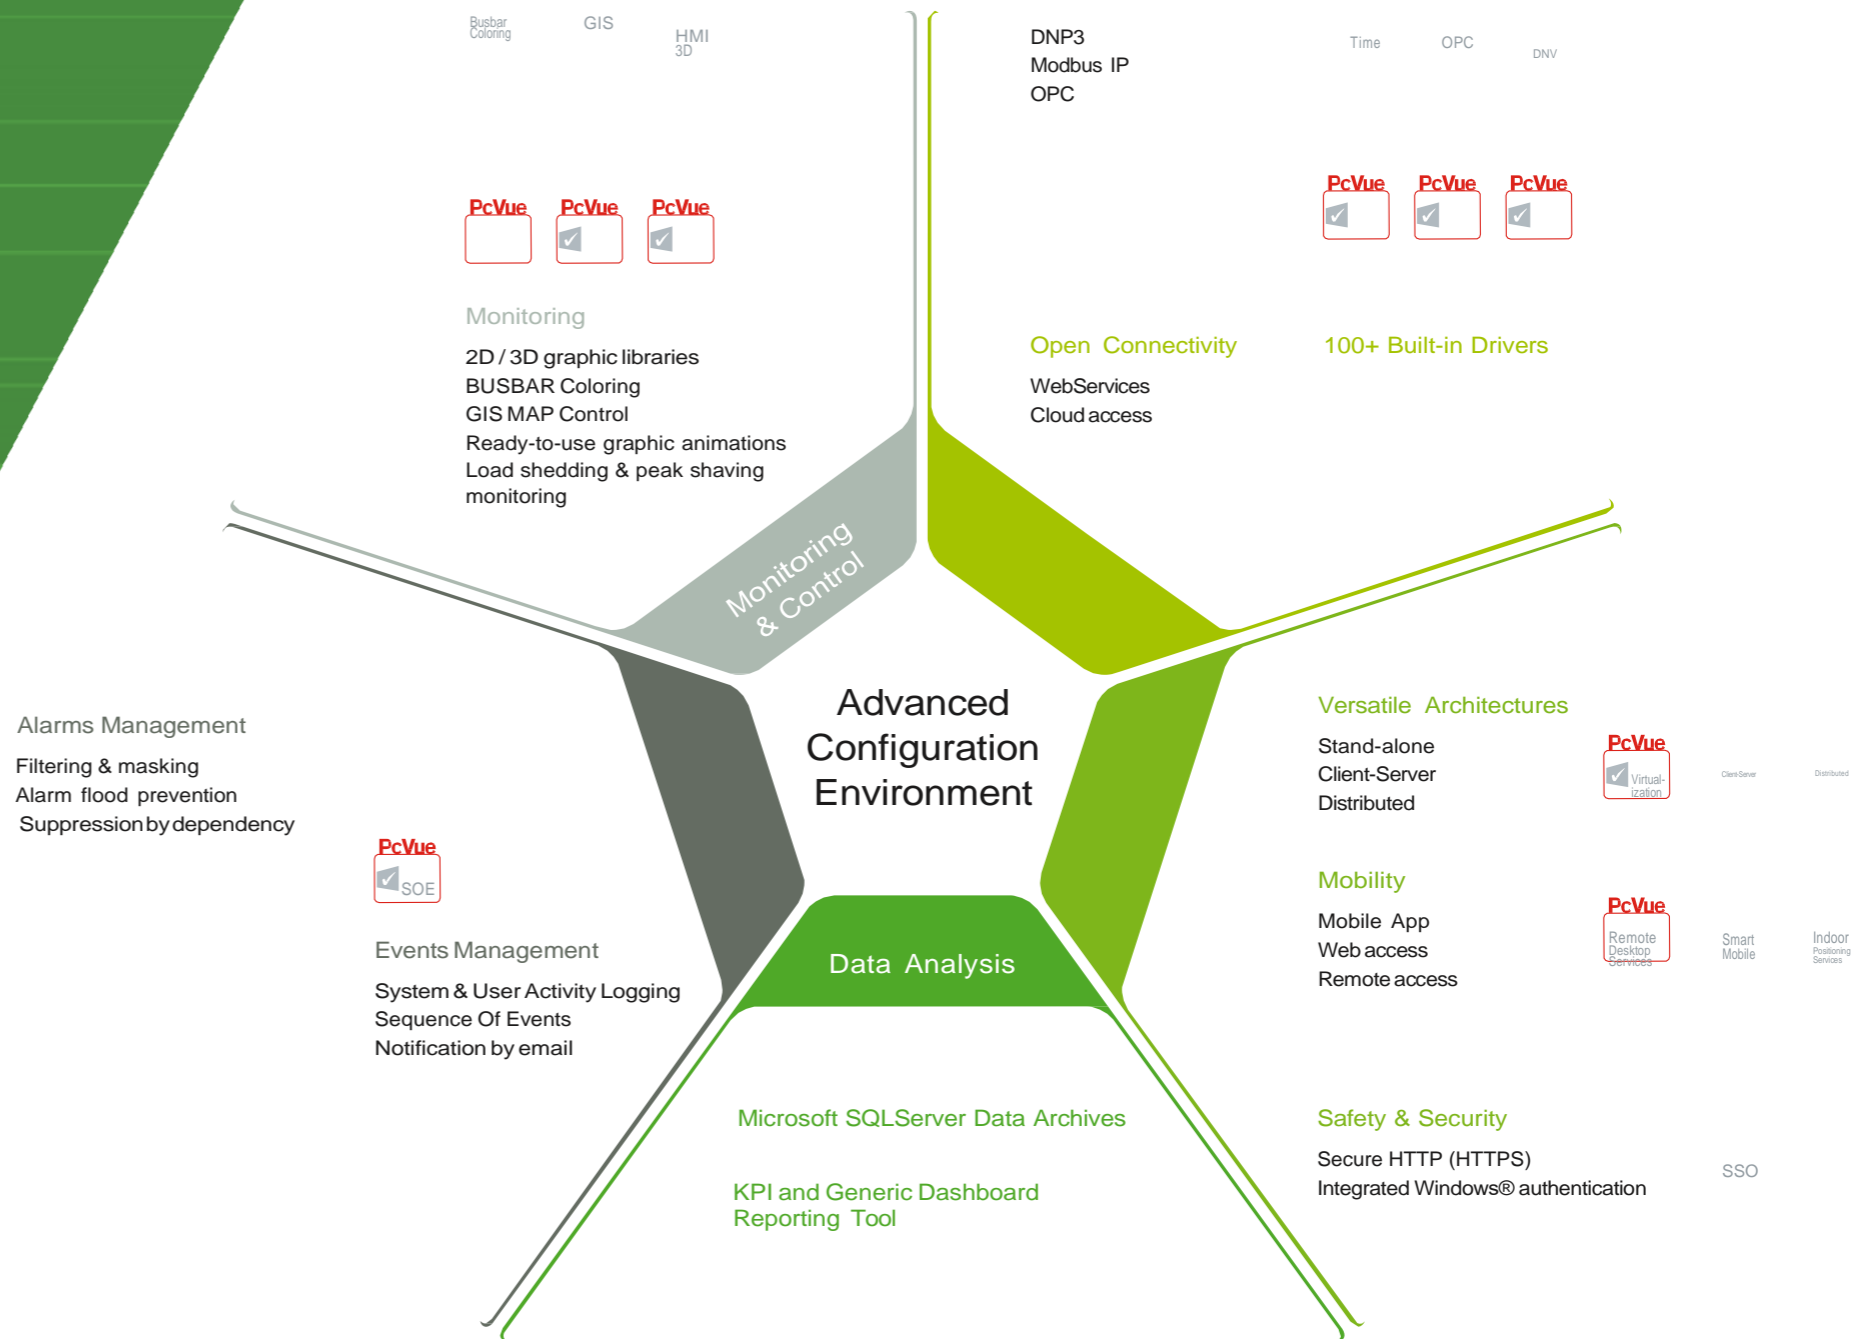 Busbar
Coloring
GIS
HMI
3D
PcVue
PcVue
PcVue
Monitoring
2D / 3D graphic libraries
BUSBAR Coloring
GIS MAP Control
Ready-to-use graphic animations
Load shedding & peak shaving
monitoring
DNP3
Modbus IP
OPC
Time
OPC
DNV
PcVue
PcVue
PcVue
Open Connectivity
WebServices
Cloud access
100+ Built-in Drivers
Monitoring
& Control
Advanced
Configuration
Environment
Data Analysis
Alarms Management
Filtering & masking
Alarm flood prevention
Suppression by dependency
PcVue
SOE
Events Management
System & User Activity Logging
Sequence Of Events
Notification by email
Microsoft SQLServer Data Archives
KPI and Generic Dashboard
Reporting Tool
Versatile Architectures
Stand-alone
Client-Server
Distributed
PcVue
Virtual-
ization
Client-Server
Distributed
Mobility
Mobile App
Web access
Remote access
PcVue
Remote
Desktop
Services
Smart
Mobile
Indoor
Positioning
Services
Safety & Security
Secure HTTP (HTTPS)
Integrated Windows® authentication
SSO